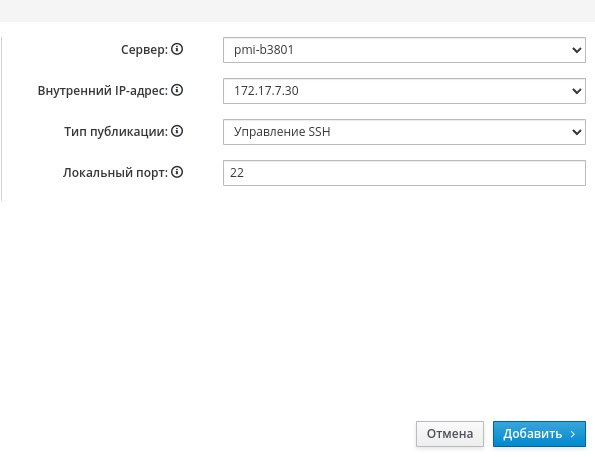 Сервер: pmi-b3801
Внутренний IP-адрес: 172.17.7.30
Тип публикации: Управление SSH
Локальный порт: 22
Отмена Добавить